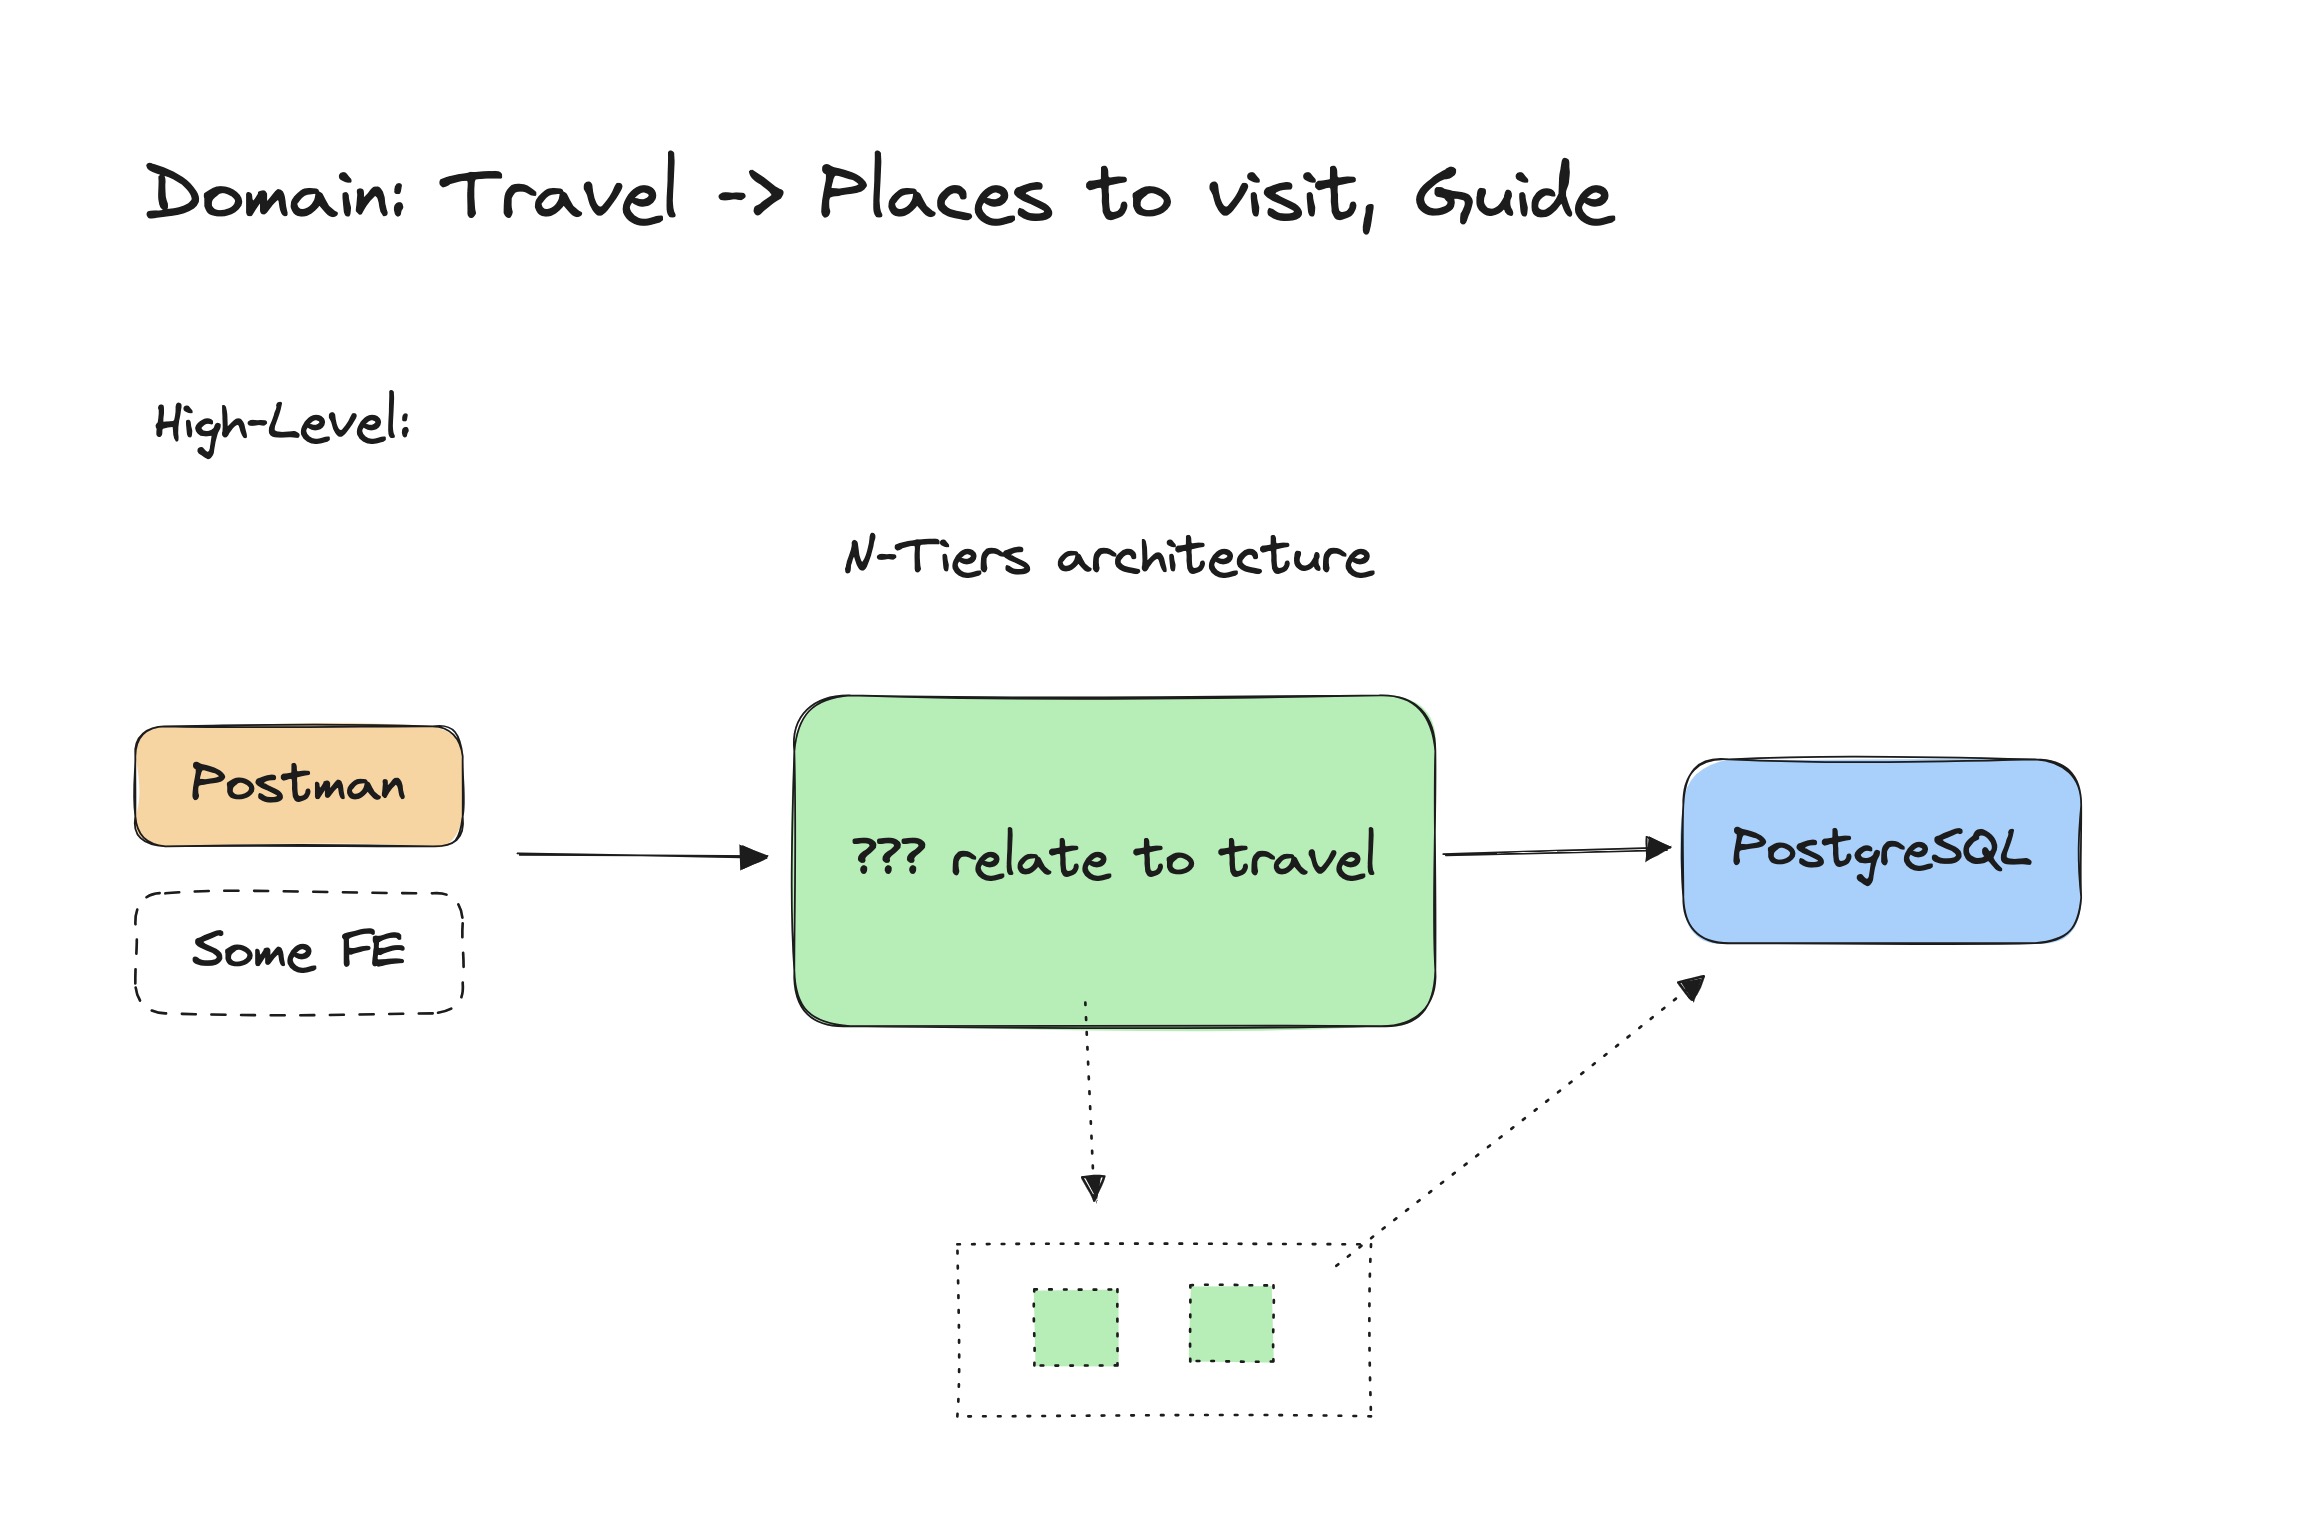 Domain: Travel -> Places to visit, Guide
High-Level:
N-Tiers architecture
Postman
??? relate to travel
PostgreSQL
Some FE